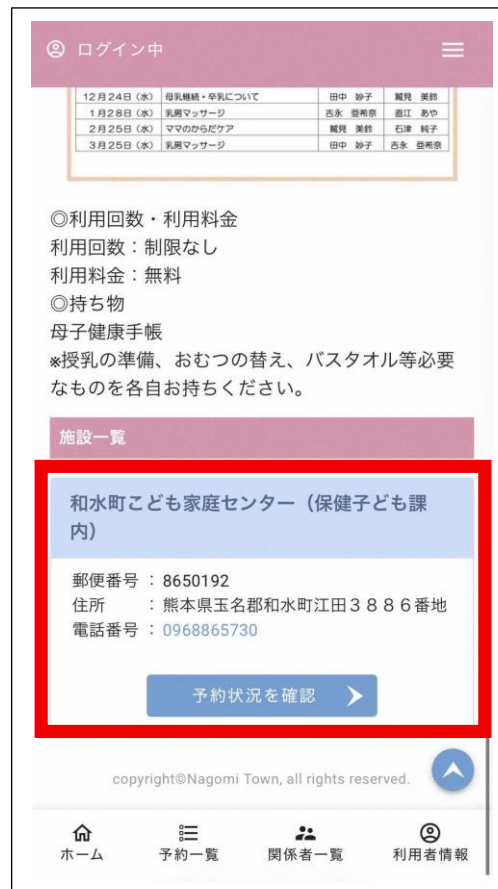 ログイン中
12月24日（水） 母乳継続・卒乳について 田中 妙子 鷲見 美鈴
1月28日（水） 乳房マッサージ 吉永 亜希奈 直江 あや
2月25日（水） ママのからだケア 鷲見 美鈴 石津 純子
3月25日（水） 乳房マッサージ 田中 妙子 吉永 亜希奈
◎利用回数・利用料金
利用回数：制限なし
利用料金：無料
◎持ち物
母子健康手帳
※授乳の準備、おむつの替え、バスタオル等必要
なものを各自お持ちください。
施設一覧
和水町こども家庭センター（保健子ども課
内）
郵便番号 ： 8650192
住所 ： 熊本県玉名郡和水町江田３８８６番地
電話番号 ： 0968865730
予約状況を確認
copyright©Nagomi Town, all rights reserved.
ホーム 予約一覧 関係者一覧 利用者情報